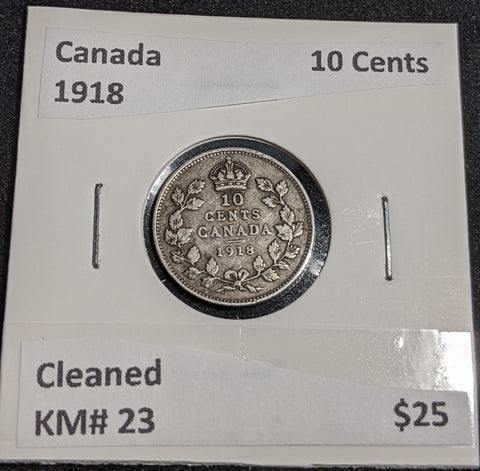 Canada 10 Cents
1918
10
CENTS
CANADA
1918
Cleaned
KM# 23 $25